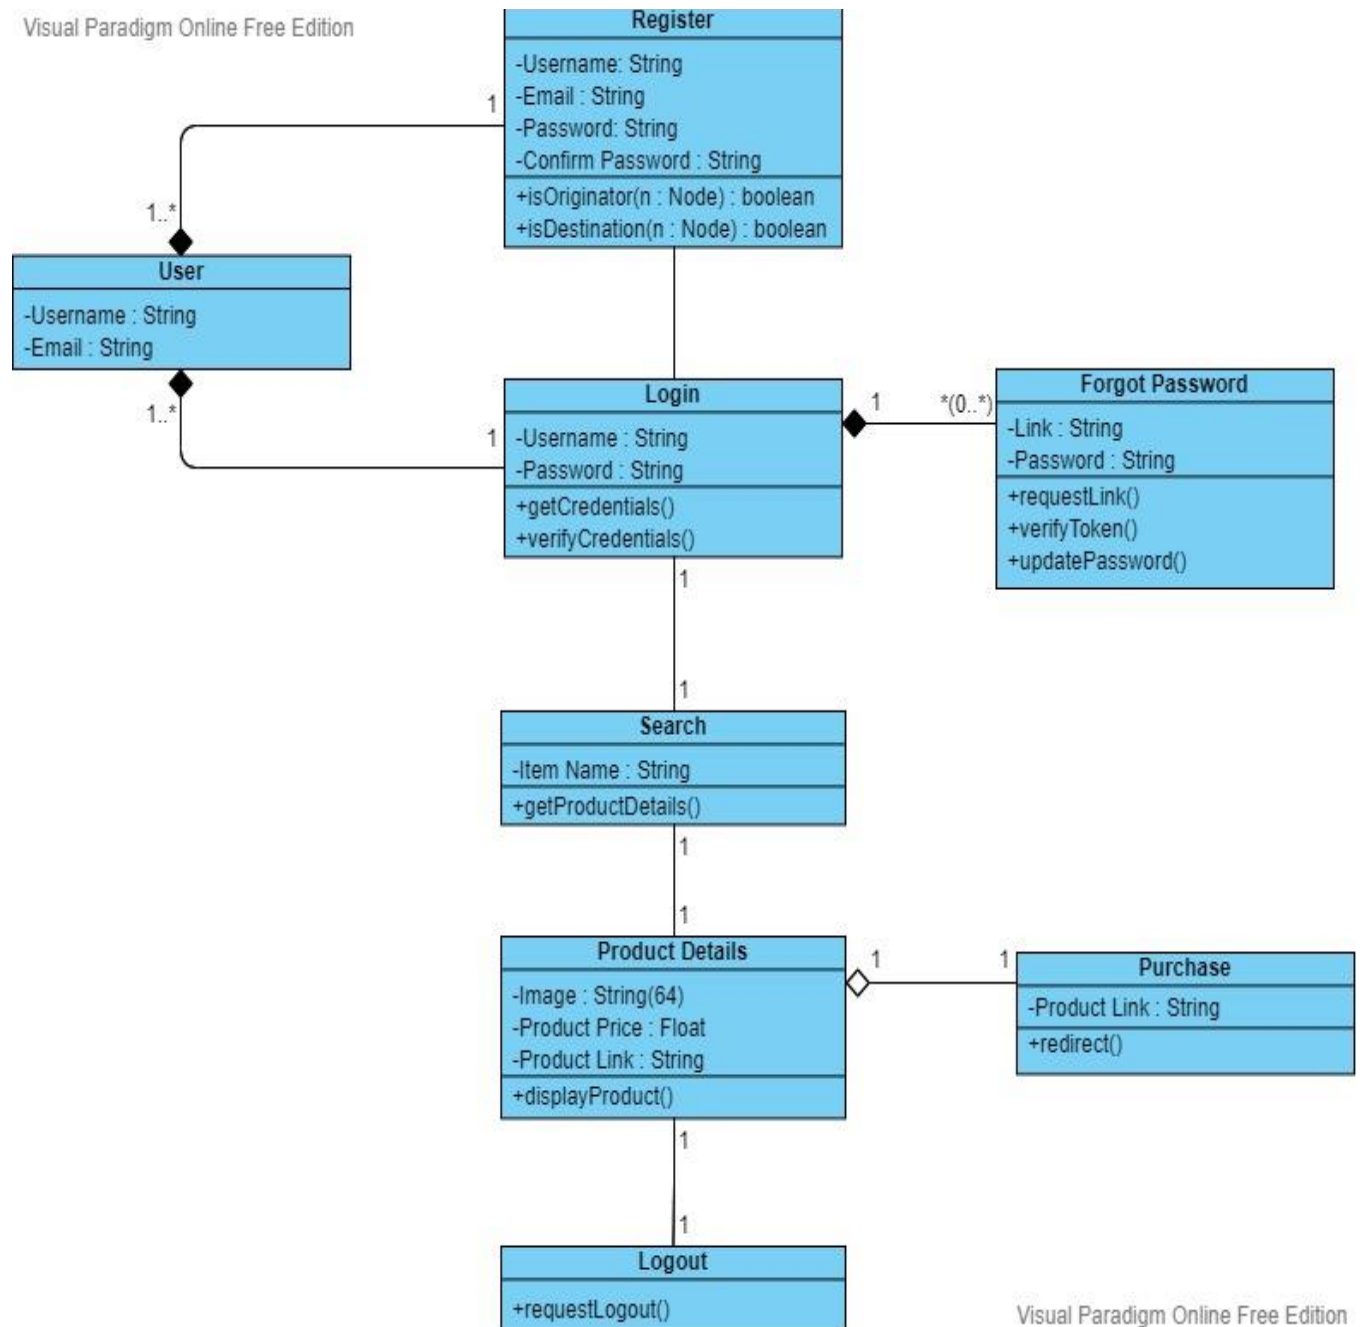 Visual Paradigm Online Free Edition
Register
-Username: String
-Email : String
-Password: String
-Confirm Password : String
+isOriginator(n : Node) : boolean
+isDestination(n : Node) : boolean
1
1..*
User
-Username : String
-Email : String
1..*
1
Login
-Username : String
-Password : String
+getCredentials()
+verifyCredentials()
1
*(0..*)
Forgot Password
-Link : String
-Password : String
+requestLink()
+verifyToken()
+updatePassword()
1
1
Search
-Item Name : String
+getProductDetails()
1
1
Product Details
-Image : String(64)
-Product Price : Float
-Product Link : String
+displayProduct()
1
1
Purchase
-Product Link : String
+redirect()
1
1
Logout
+requestLogout()
Visual Paradigm Online Free Edition